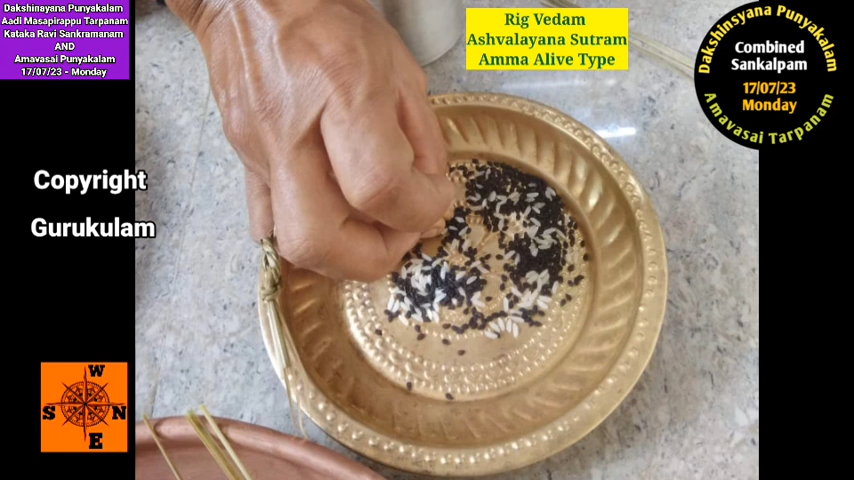 Dakshinayana Punyakalam
Aadi Masapirappu Tarpanam
Kataka Ravi Sankramanam
AND
Amavasai Punyakalam
17/07/23 - Monday
Rig Vedam
Ashvalayana Sutram
Amma Alive Type
Dakshinsyana Punyakalam
Combined
Sankalpam
17/07/23
Monday
Amavasai Tarpanam
Copyright
Gurukulam
W
S N
E